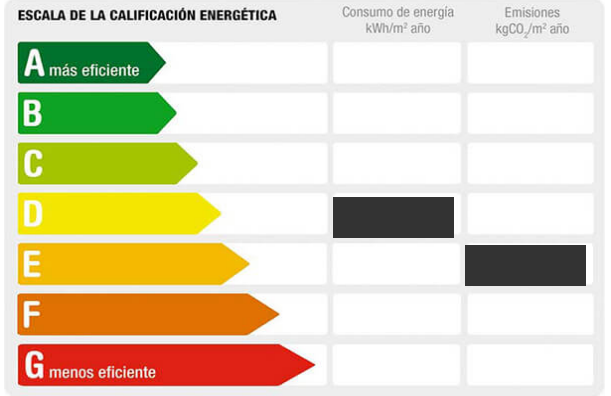 ESCALA DE LA CALIFICACIÓN ENERGÉTICA
Consumo de energía
kWh/m² año
Emisiones
kgCO₂/m² año
A más eficiente
B
C
D
E
F
G menos eficiente